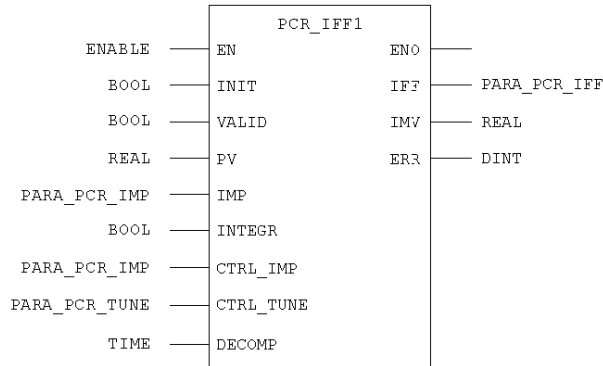 PCR_IFF1
ENABLE EN ENO
BOOL INIT IFF PARA_PCR_IFF
BOOL VALID IMV REAL
REAL PV ERR DINT
PARA_PCR_IMP IMP
BOOL INTEGR
PARA_PCR_IMP CTRL_IMP
PARA_PCR_TUNE CTRL_TUNE
TIME DECOMP